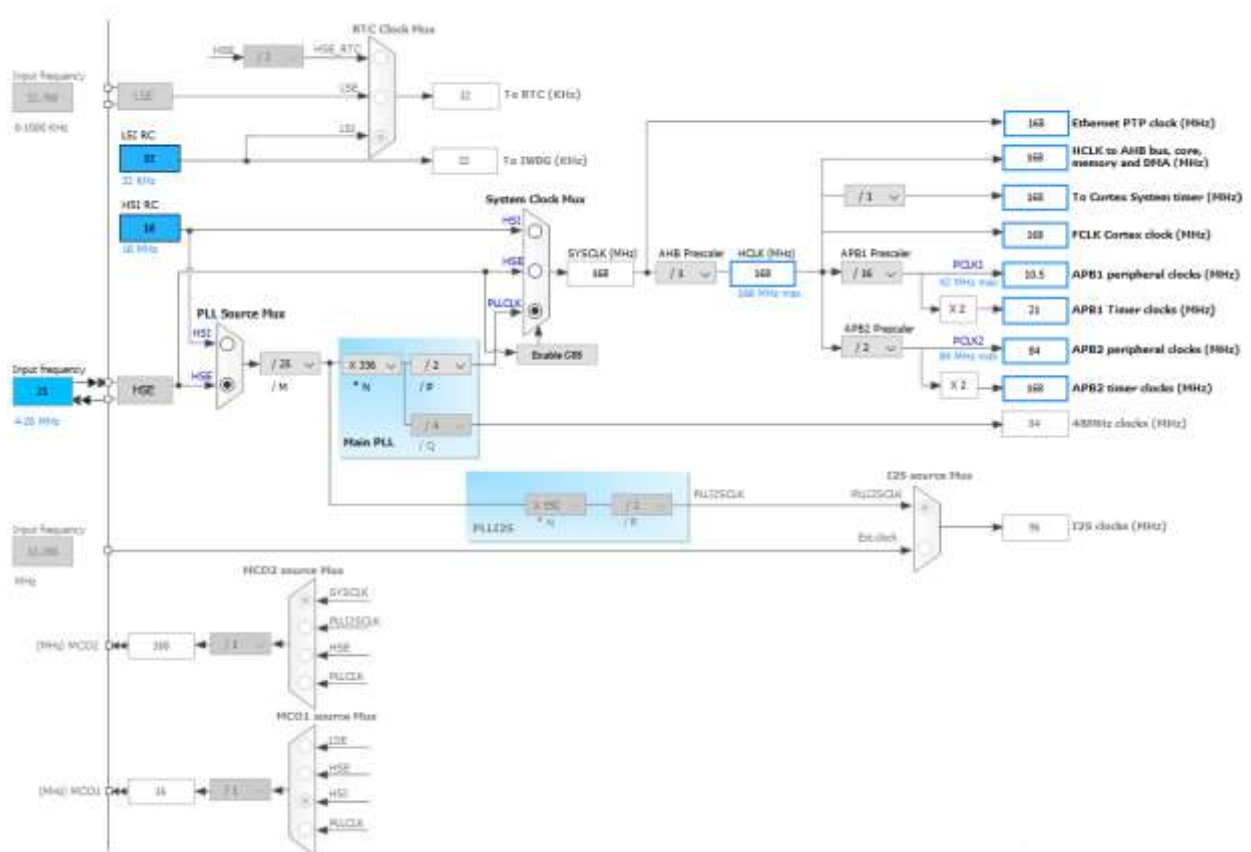 RTC Clock Mux
HSE
HSE_RTC
Input frequency
LSE
LSE
To RTC (KHz)
0-1000 KHz
LSI RC
LSI
32
32 KHz
To IWDG (KHz)
HSI RC
16
16 MHz
System Clock Mux
HSI
HSE
PLLCLK
SYSCLK (MHz)
168
AHB Prescaler
/ 1
HCLK (MHz)
168
168 MHz max
168
Ethernet PTP clock (MHz)
168
HCLK to AHB bus, core,
memory and DMA (MHz)
/ 1
168
To Cortex System timer (MHz)
168
FCLK Cortex clock (MHz)
APB1 Prescaler
/ 16
PCLK1
42 MHz max
10.5
APB1 peripheral clocks (MHz)
X 2
21
APB1 Timer clocks (MHz)
APB2 Prescaler
/ 2
PCLK2
84 MHz max
84
APB2 peripheral clocks (MHz)
X 2
168
APB2 timer clocks (MHz)
Enable CSS
PLL Source Mux
HSI
HSE
Input frequency
25
4-26 MHz
HSE
/ 25
/ M
X 336
* N
/ 2
/ P
/ 4
/ Q
Main PLL
84
48MHz clocks (MHz)
PLLI2S
* N
/ 2
/ R
PLLI2SCLK
I2S source Mux
PLLI2SCLK
Ext.clock
96
I2S clocks (MHz)
Input frequency
MHz
MCO2 source Mux
SYSCLK
PLLI2SCLK
HSE
PLLCLK
(MHz) MCO2
168
/ 1
MCO1 source Mux
LSE
HSE
HSI
PLLCLK
(MHz) MCO1
16
/ 1